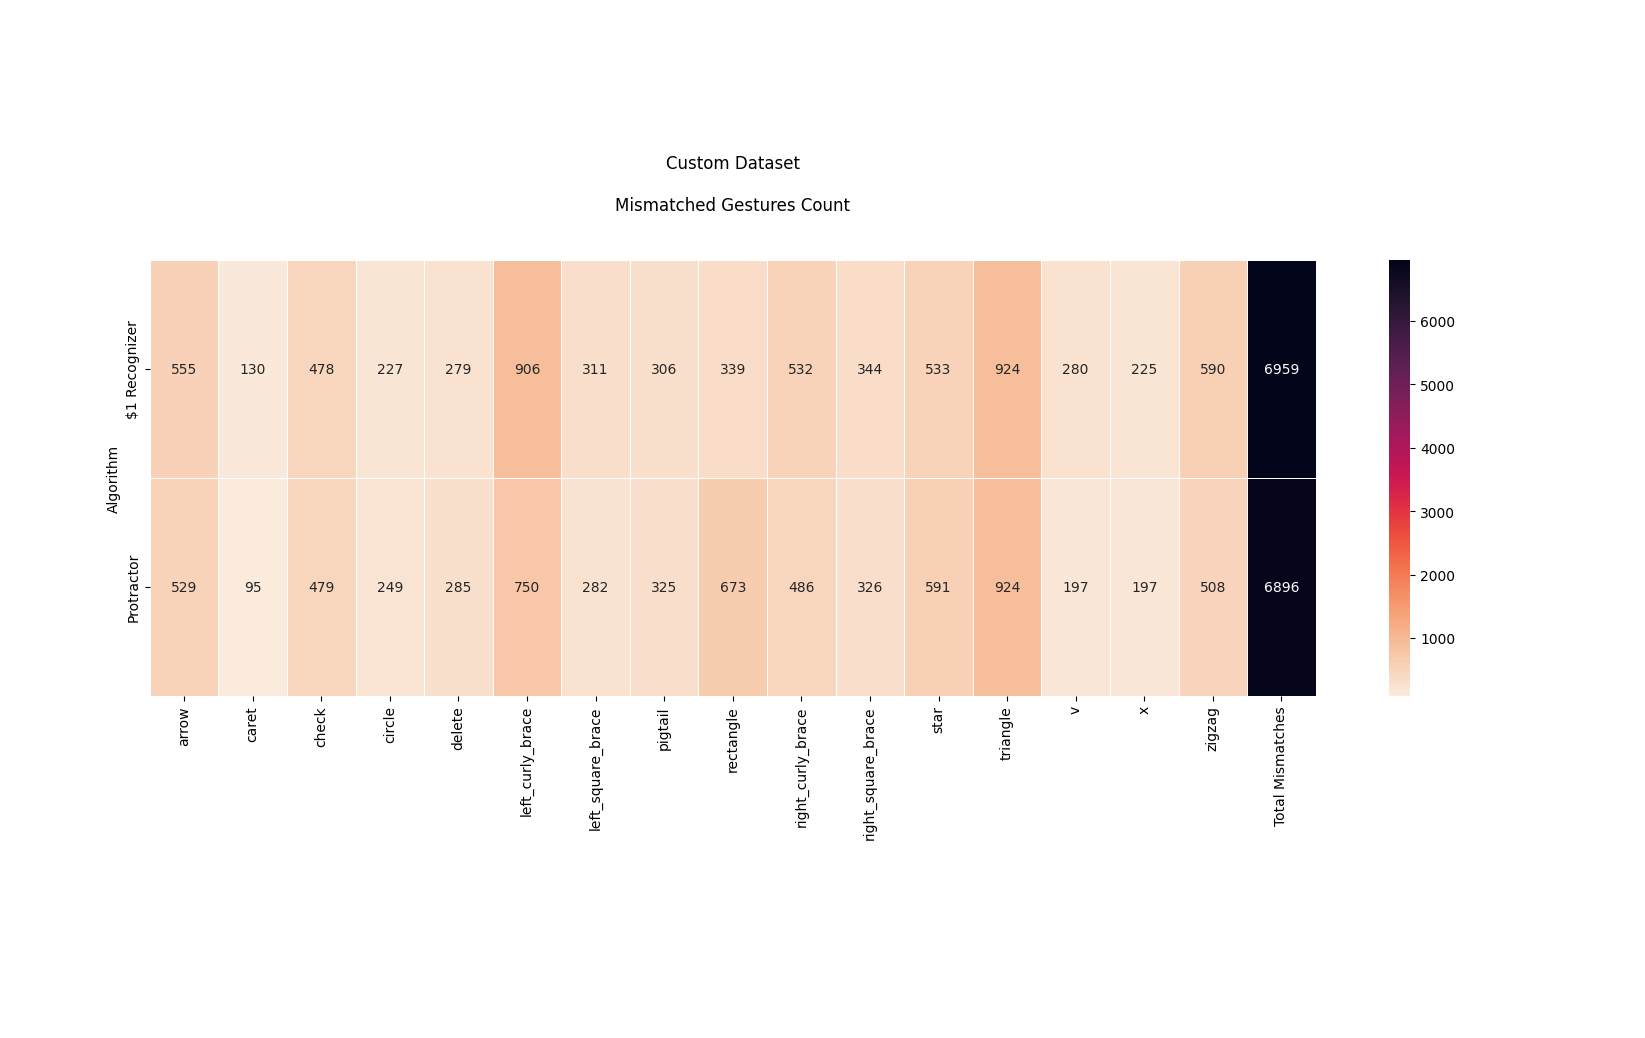 Custom Dataset
Mismatched Gestures Count
Algorithm
$1 Recognizer
555 130 478 227 279 906 311 306 339 532 344 533 924 280 225 590 6959
Protractor
529 95 479 249 285 750 282 325 673 486 326 591 924 197 197 508 6896
arrow caret check circle delete left_curly_brace left_square_brace pigtail rectangle right_curly_brace right_square_brace star triangle v x zigzag Total Mismatches
6000
5000
4000
3000
2000
1000